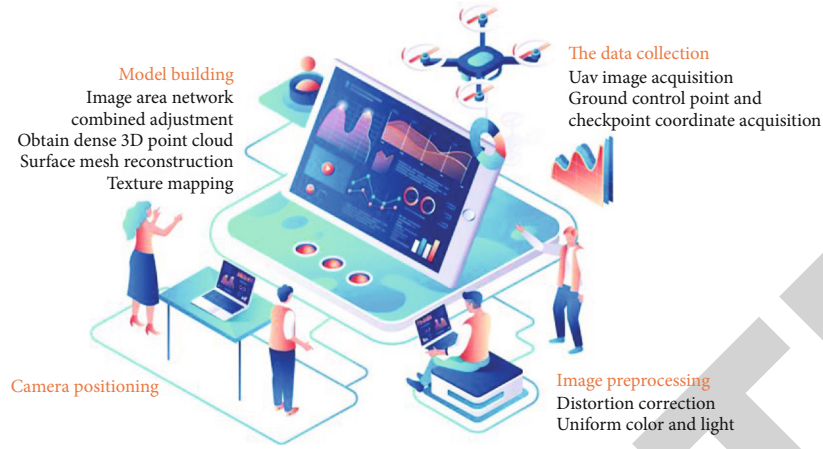 Model building
Image area network
combined adjustment
Obtain dense 3D point cloud
Surface mesh reconstruction
Texture mapping
The data collection
Uav image acquisition
Ground control point and
checkpoint coordinate acquisition
Camera positioning
Image preprocessing
Distortion correction
Uniform color and light